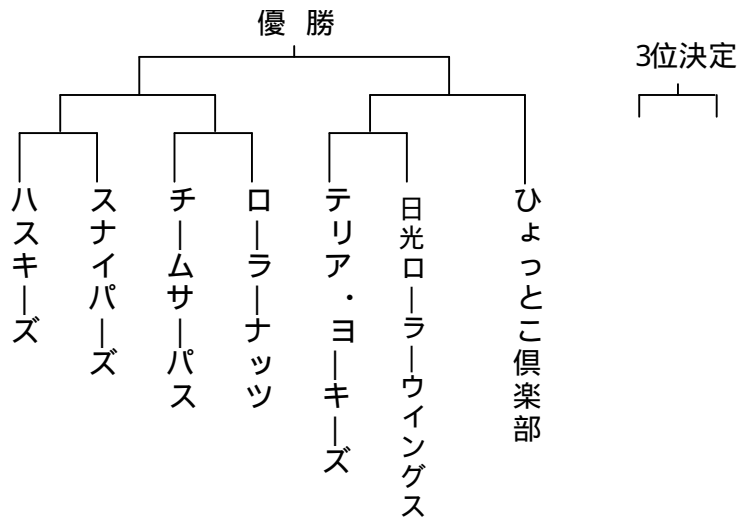 優 勝
3位決定
ハスキーズ
スナイパーズ
チームサーパス
ローラーナッツ
テリア・ヨーキーズ
日光ローラーウイングス
ひょっとこ倶楽部